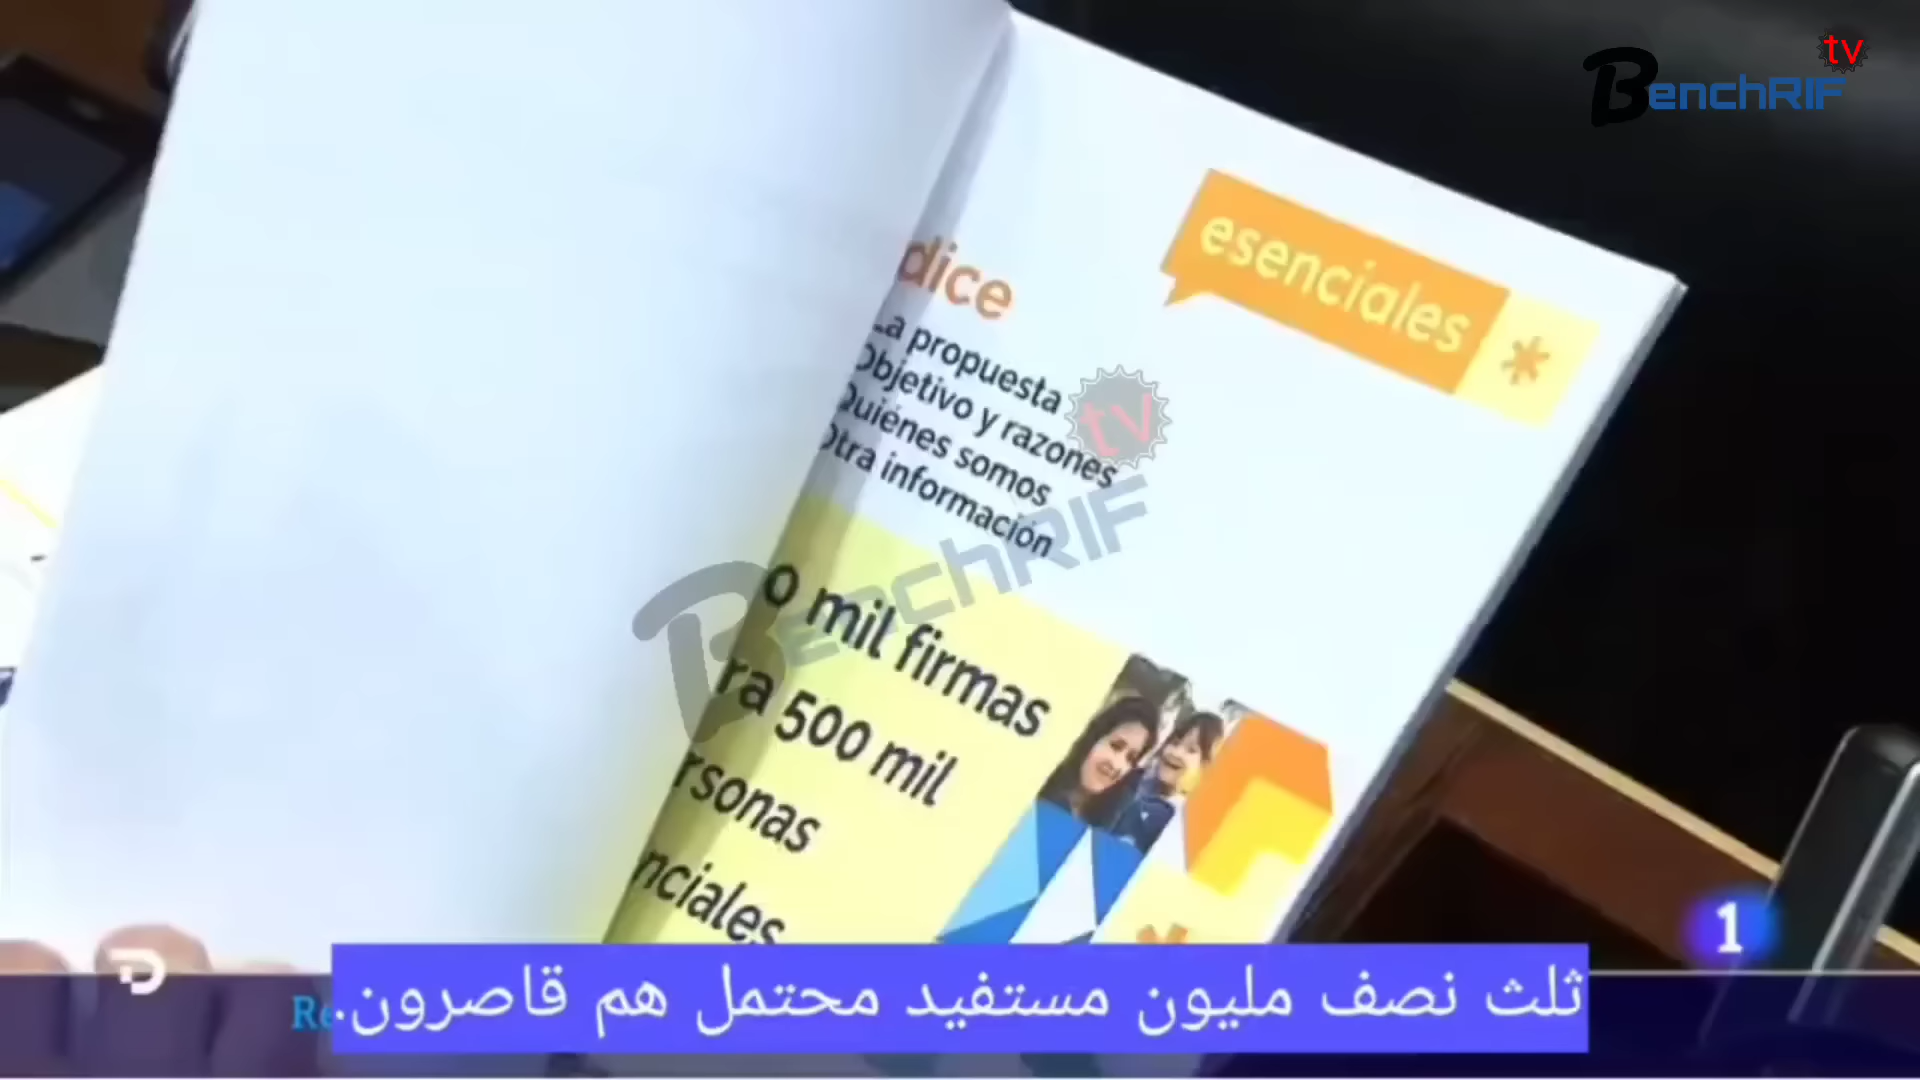 tv
BenchRIF
esenciales *
dice
La propuesta
Objetivo y razones
Quiénes somos
Otra información
tv
BenchRIF
o mil firmas
ra 500 mil
rsonas
nciales
1
D
Re
ثلث نصف مليون مستفيد محتمل هم قاصرون.